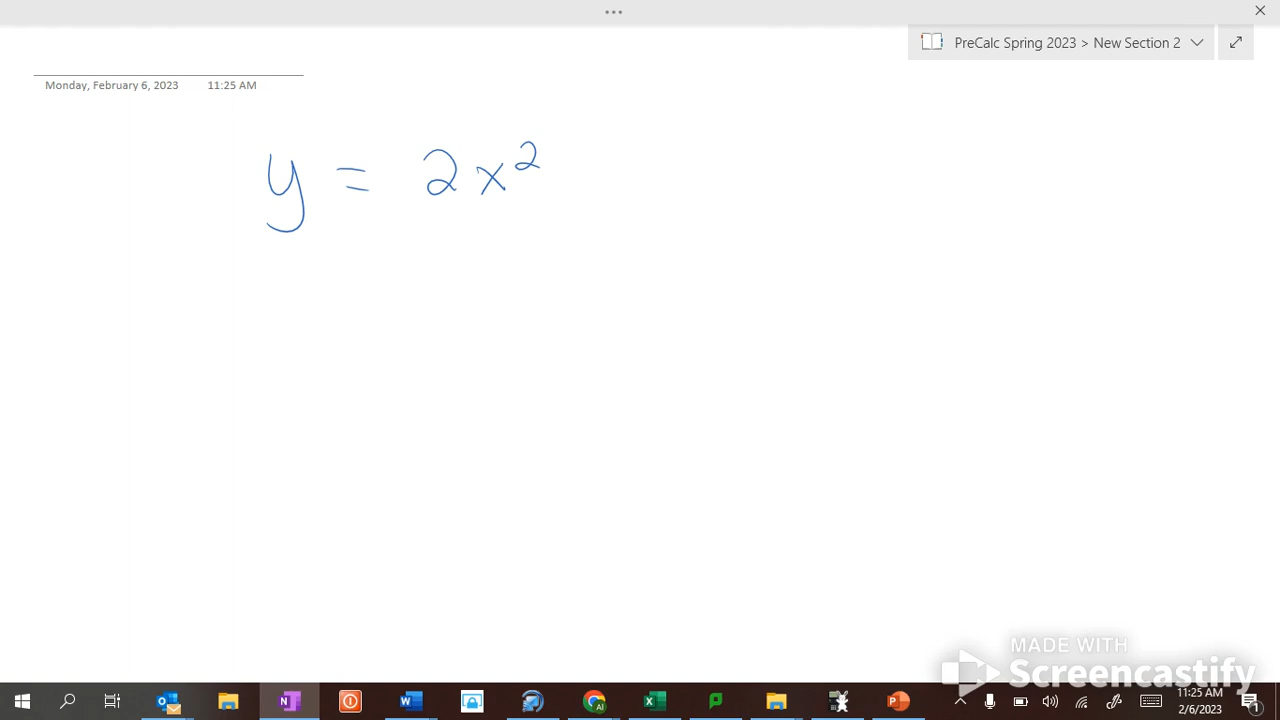 PreCalc Spring 2023 > New Section 2
Monday, February 6, 2023 11:25 AM
y = 2x²
MADE WITH
Screencastify
11:25 AM
2/6/2023